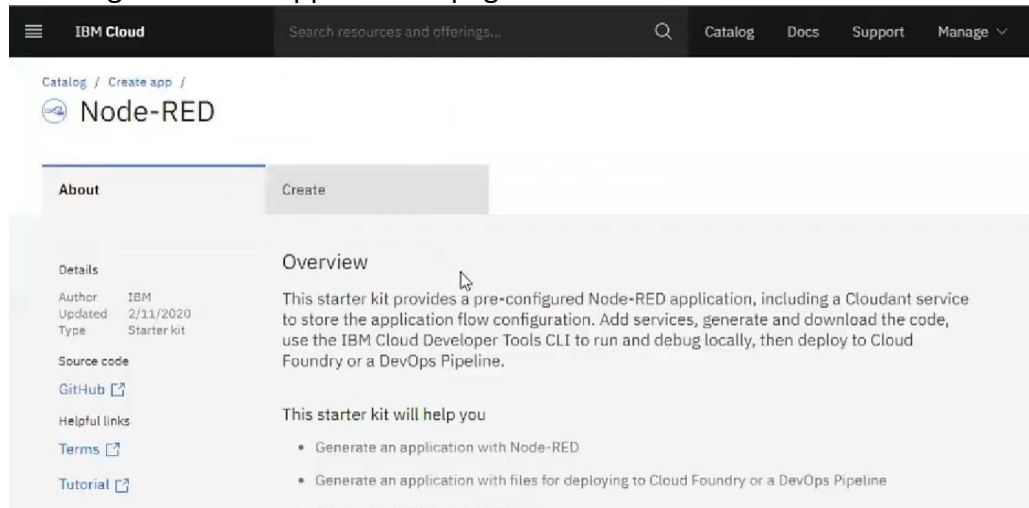 IBM Cloud
Search resources and offerings...
Catalog
Docs
Support
Manage
Catalog / Create app /
Node-RED
About
Create
Details
Author IBM
Updated 2/11/2020
Type Starter kit
Source code
GitHub
Helpful links
Terms
Tutorial
Overview
This starter kit provides a pre-configured Node-RED application, including a Cloudant service
to store the application flow configuration. Add services, generate and download the code,
use the IBM Cloud Developer Tools CLI to run and debug locally, then deploy to Cloud
Foundry or a DevOps Pipeline.
This starter kit will help you
• Generate an application with Node-RED
• Generate an application with files for deploying to Cloud Foundry or a DevOps Pipeline